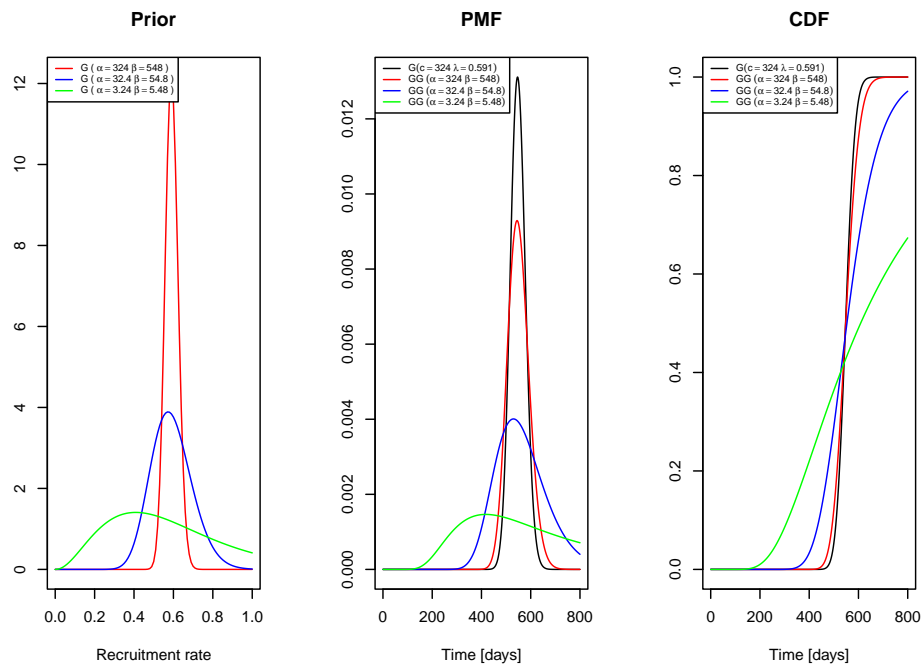 Prior
G ( α = 324 β = 548 )
G ( α = 32.4 β = 54.8 )
G ( α = 3.24 β = 5.48 )
12
10
8
6
4
2
0
0.0 0.2 0.4 0.6 0.8 1.0
Recruitment rate
PMF
G(c = 324 λ = 0.591)
GG ( α = 324 β = 548)
GG ( α = 32.4 β = 54.8)
GG ( α = 3.24 β = 5.48)
0.012
0.010
0.008
0.006
0.004
0.002
0.000
0 200 400 600 800
Time [days]
CDF
G(c = 324 λ = 0.591)
GG ( α = 324 β = 548)
GG ( α = 32.4 β = 54.8)
GG ( α = 3.24 β = 5.48)
1.0
0.8
0.6
0.4
0.2
0.0
0 200 400 600 800
Time [days]